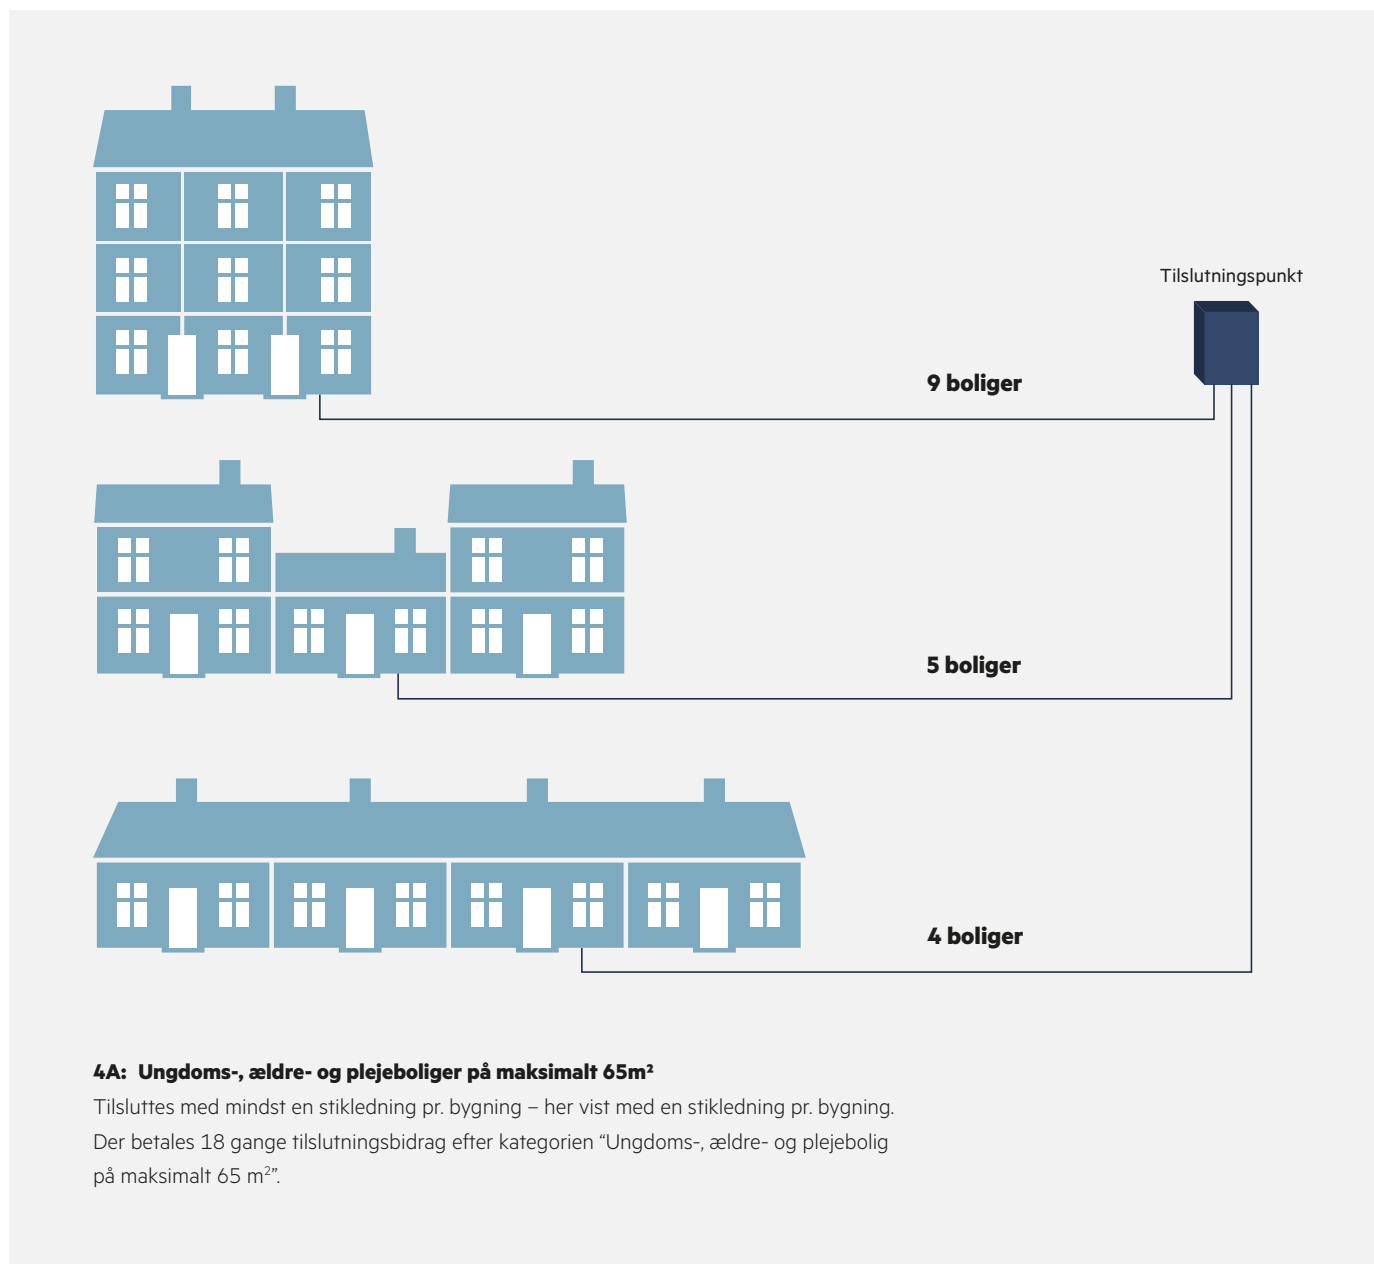 Tilslutningspunkt
9 boliger
5 boliger
4 boliger
4A: Ungdoms-, ældre- og plejeboliger på maksimalt 65m²
Tilsluttes med mindst en stikledning pr. bygning – her vist med en stikledning pr. bygning.
Der betales 18 gange tilslutningsbidrag efter kategorien “Ungdoms-, ældre- og plejebolig
på maksimalt 65 m²”.